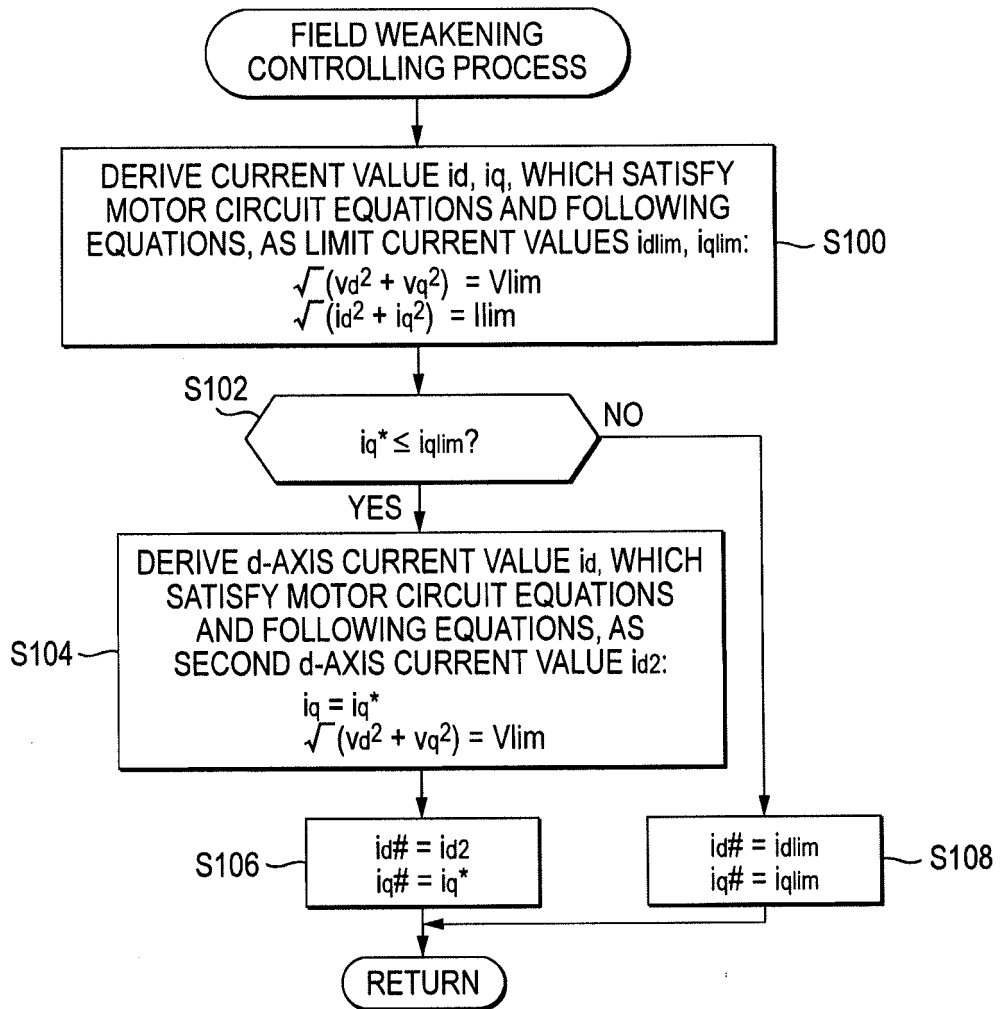 FIELD WEAKENING
CONTROLLING PROCESS
DERIVE CURRENT VALUE id, iq, WHICH SATISFY
MOTOR CIRCUIT EQUATIONS AND FOLLOWING
EQUATIONS, AS LIMIT CURRENT VALUES idlim, iqlim:
√(vd² + vq²) = Vlim
√(id² + iq²) = Ilim
S100
S102
iq* ≤ iqlim?
NO
YES
DERIVE d-AXIS CURRENT VALUE id, WHICH
SATISFY MOTOR CIRCUIT EQUATIONS
AND FOLLOWING EQUATIONS, AS
SECOND d-AXIS CURRENT VALUE id2:
iq = iq*
√(vd² + vq²) = Vlim
S104
S106
id# = id2
iq# = iq*
id# = idlim
iq# = iqlim
S108
RETURN